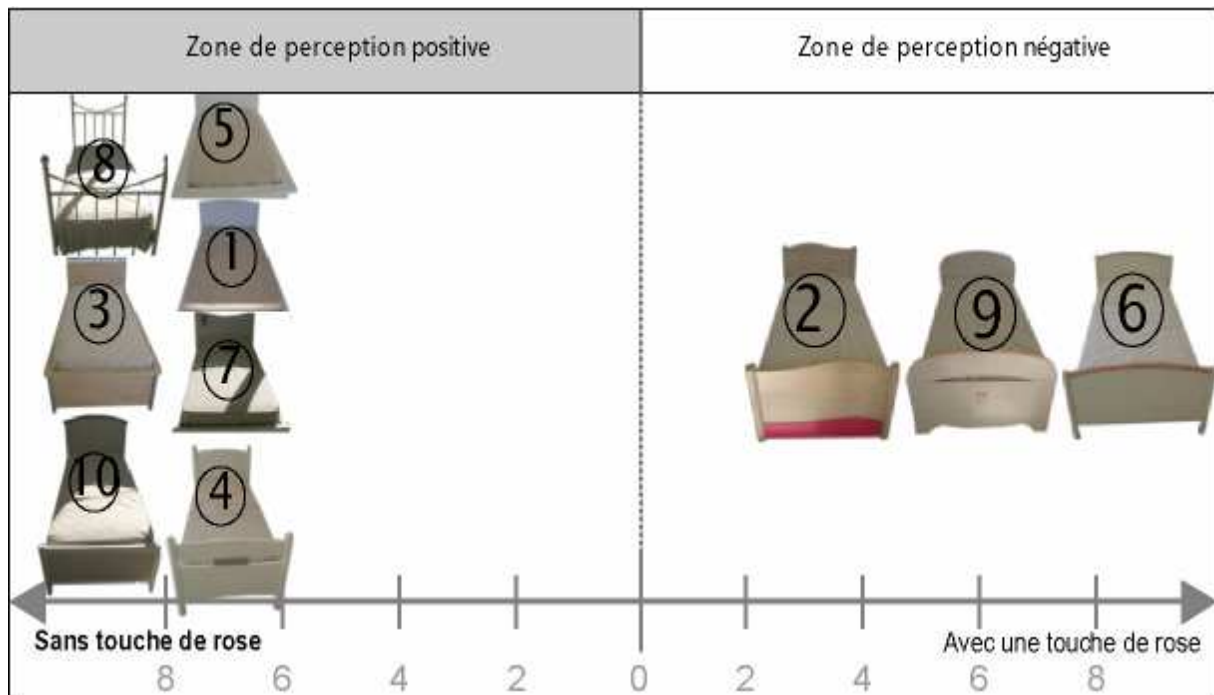 Zone de perception positive
Zone de perception négative
5
8
1
3
7
10
4
2
9
6
Sans touche de rose
Avec une touche de rose
8 6 4 2 0 2 4 6 8